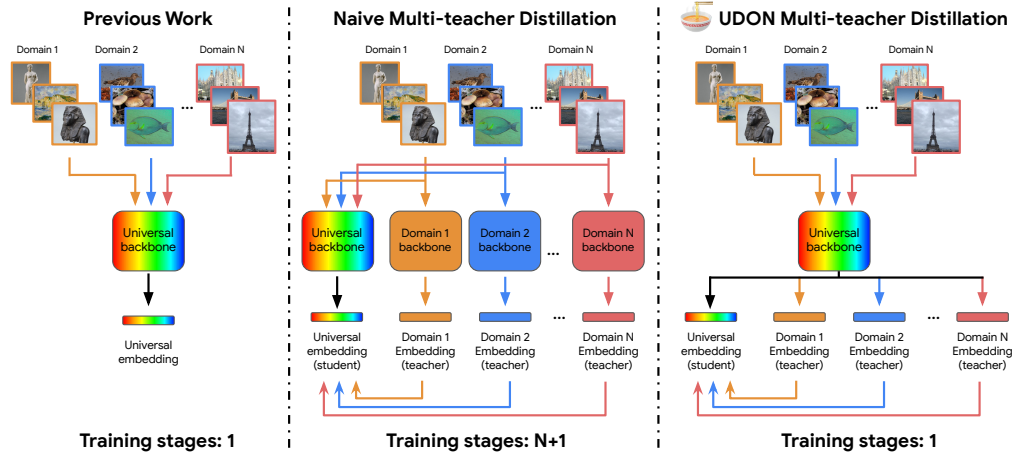 Previous Work
Domain 1
Domain 2
Domain N
...
Universal
backbone
Universal
embedding
Training stages: 1
Naive Multi-teacher Distillation
Domain 1
Domain 2
Domain N
...
Universal
backbone
Domain 1
backbone
Domain 2
backbone
...
Domain N
backbone
...
Universal
embedding
(student)
Domain 1
Embedding
(teacher)
Domain 2
Embedding
(teacher)
Domain N
Embedding
(teacher)
Training stages: N+1
UDON Multi-teacher Distillation
Domain 1
Domain 2
Domain N
...
Universal
backbone
...
Universal
embedding
(student)
Domain 1
Embedding
(teacher)
Domain 2
Embedding
(teacher)
Domain N
Embedding
(teacher)
Training stages: 1